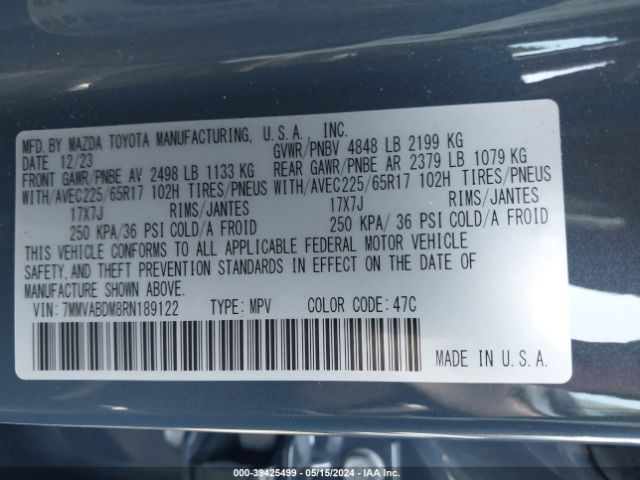 MFD. BY MAZDA TOYOTA MANUFACTURING, U.S.A., INC.
DATE 12/23 GVWR/PNBV 4848 LB 2199 KG
FRONT GAWR/PNBE AV 2498 LB 1133 KG REAR GAWR/PNBE AR 2379 LB 1079 KG
WITH/AVEC225/65R17 102H TIRES/PNEUS WITH/AVEC225/65R17 102H TIRES/PNEUS
17X7J RIMS/JANTES 17X7J RIMS/JANTES
250 KPA/36 PSI COLD/A FROID 250 KPA/ 36 PSI COLD/A FROID
THIS VEHICLE CONFORMS TO ALL APPLICABLE FEDERAL MOTOR VEHICLE
SAFETY, AND THEFT PREVENTION STANDARDS IN EFFECT ON THE DATE OF
MANUFACTURE SHOWN ABOVE.
VIN: 7MMVABDM8RN189122 TYPE: MPV COLOR CODE: 47C
MADE IN U.S.A.
000-39425499 - 05/15/2024 - IAA Inc.